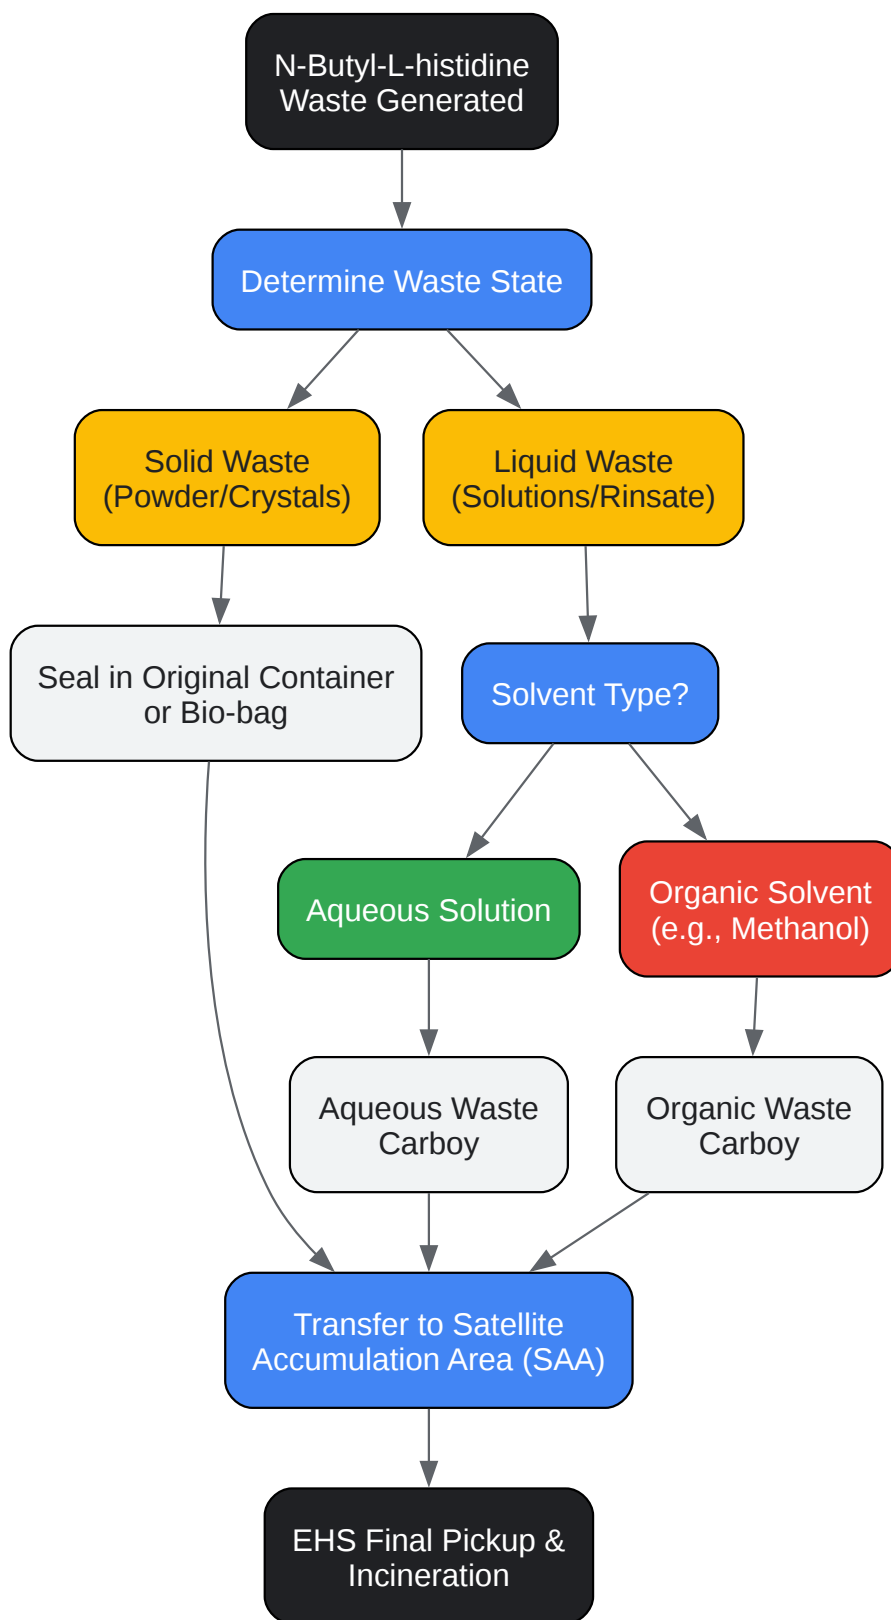 N-Butyl-L-histidine
Waste Generated
Determine Waste State
Solid Waste
(Powder/Crystals)
Liquid Waste
(Solutions/Rinsate)
Seal in Original Container
or Bio-bag
Solvent Type?
Aqueous Solution
Organic Solvent
(e.g., Methanol)
Aqueous Waste
Carboy
Organic Waste
Carboy
Transfer to Satellite
Accumulation Area (SAA)
EHS Final Pickup &
Incineration